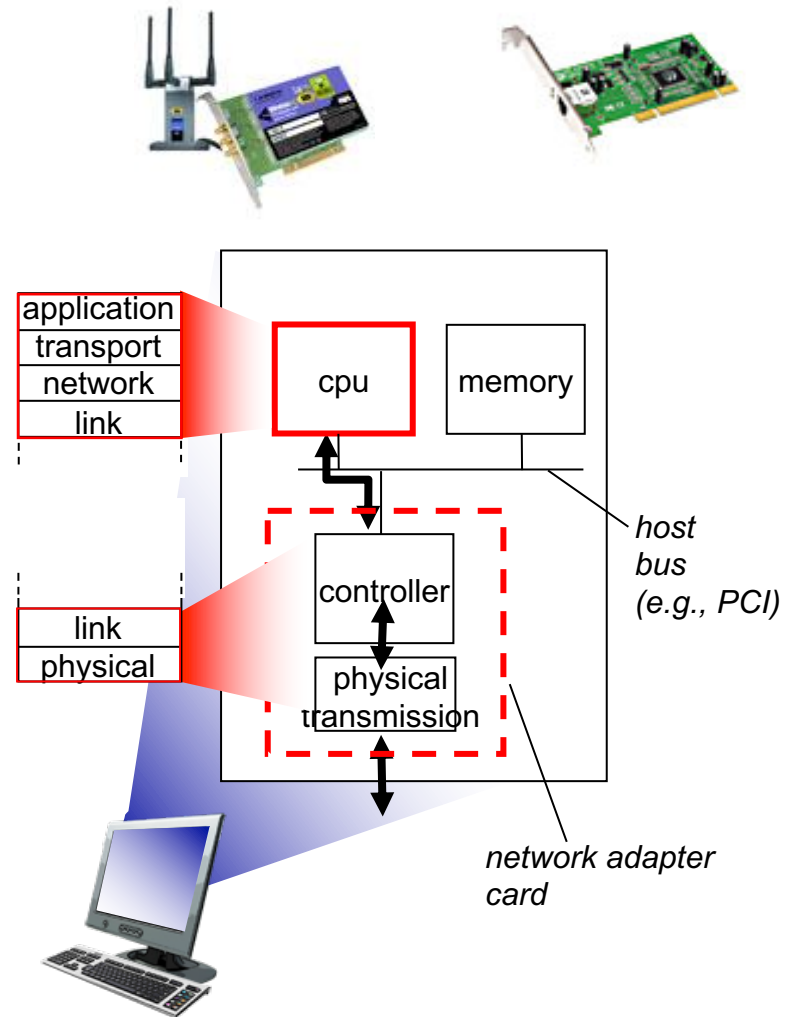 application
transport
network
link
cpu
memory
host
bus
(e.g., PCI)
controller
link
physical
physical
transmission
network adapter
card